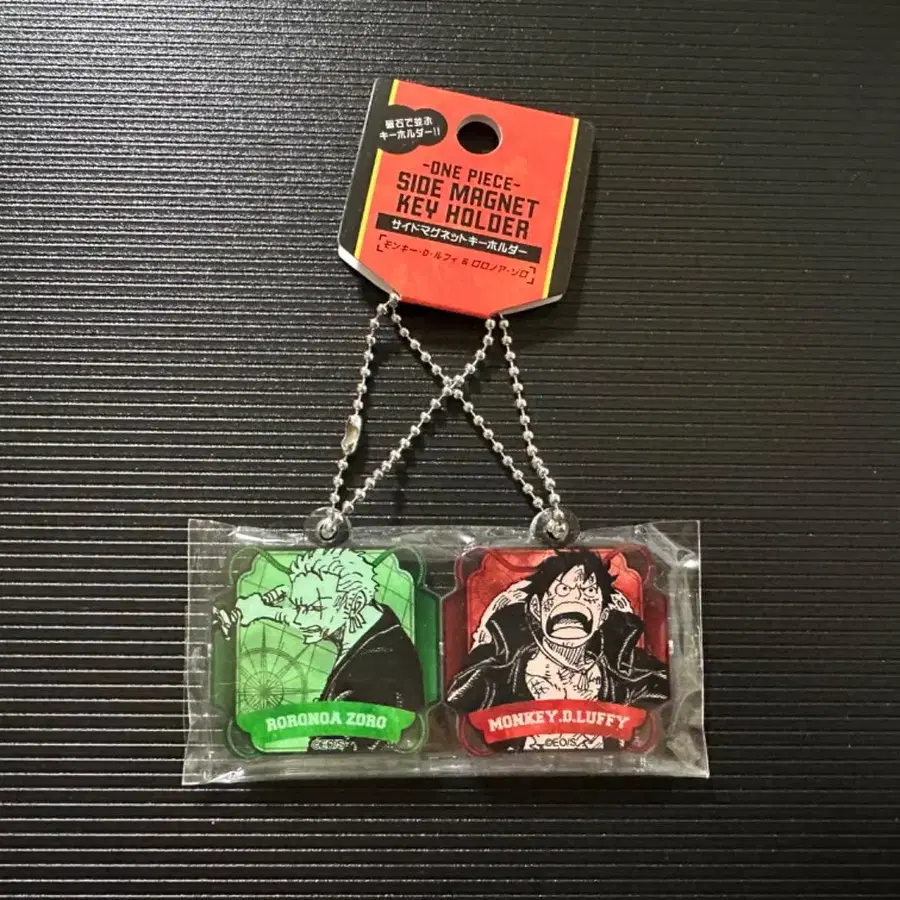 磁石で並ぶ
キーホルダー!!
-ONE PIECE-
SIDE MAGNET
KEY HOLDER
サイドマグネットキーホルダー
「モンキー・D・ルフィ & ロロノア・ゾロ」
RORONOA ZORO
©E.O/S.
MONKEY.D.LUFFY
©E.O/S.